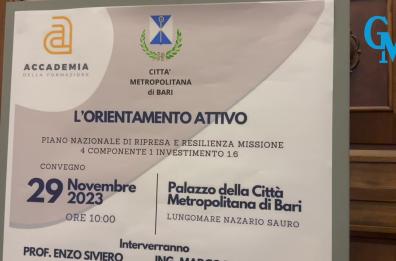 ACCADEMIA
DELLA FORMAZIONE
CITTA'
METROPOLITANA
di BARI
GM
L'ORIENTAMENTO ATTIVO
PIANO NAZIONALE DI RIPRESA E RESILIENZA MISSIONE
4 COMPONENTE 1 INVESTIMENTO 1.6
CONVEGNO
29 Novembre
2023
ORE 10:00
Palazzo della Città
Metropolitana di Bari
LUNGOMARE NAZARIO SAURO
Interverranno
PROF. ENZO SIVIERO
ING.